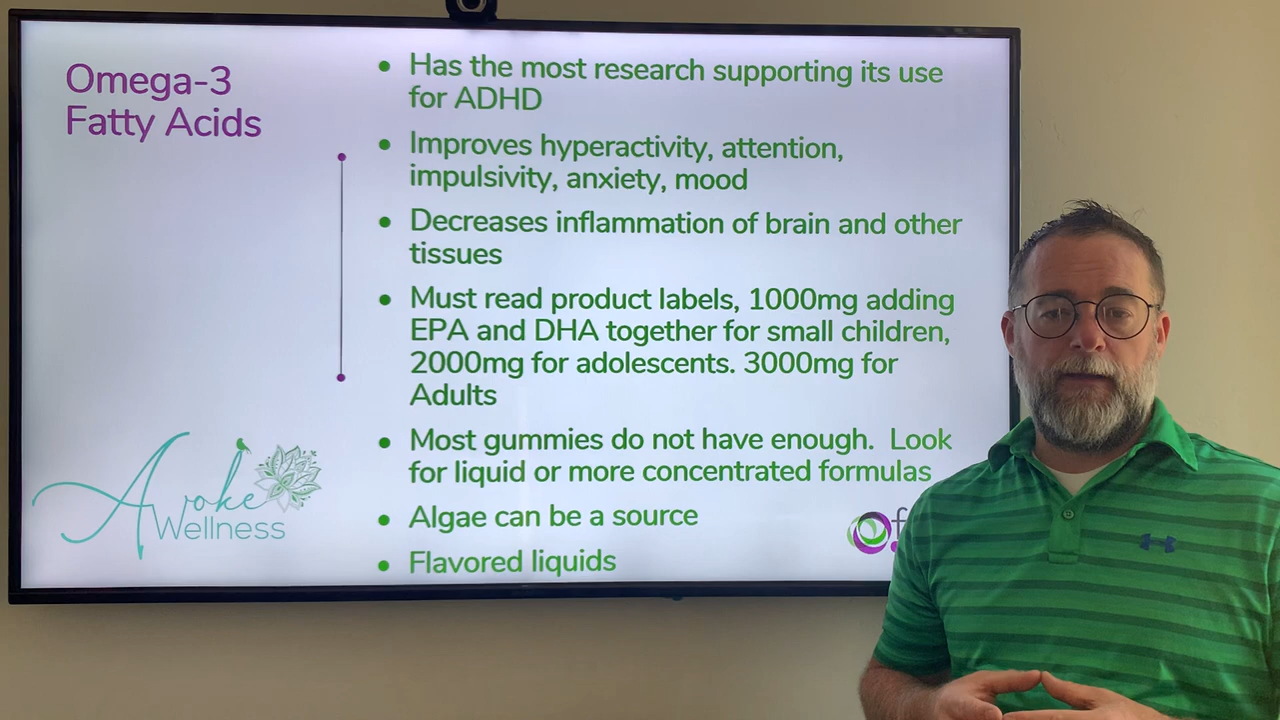 Omega-3
Fatty Acids
• Has the most research supporting its use
for ADHD
• Improves hyperactivity, attention,
impulsivity, anxiety, mood
• Decreases inflammation of brain and other
tissues
• Must read product labels, 1000mg adding
EPA and DHA together for small children,
2000mg for adolescents. 3000mg for
Adults
• Most gummies do not have enough.  Look
for liquid or more concentrated formulas
• Algae can be a source
• Flavored liquids
Awoke
Wellness